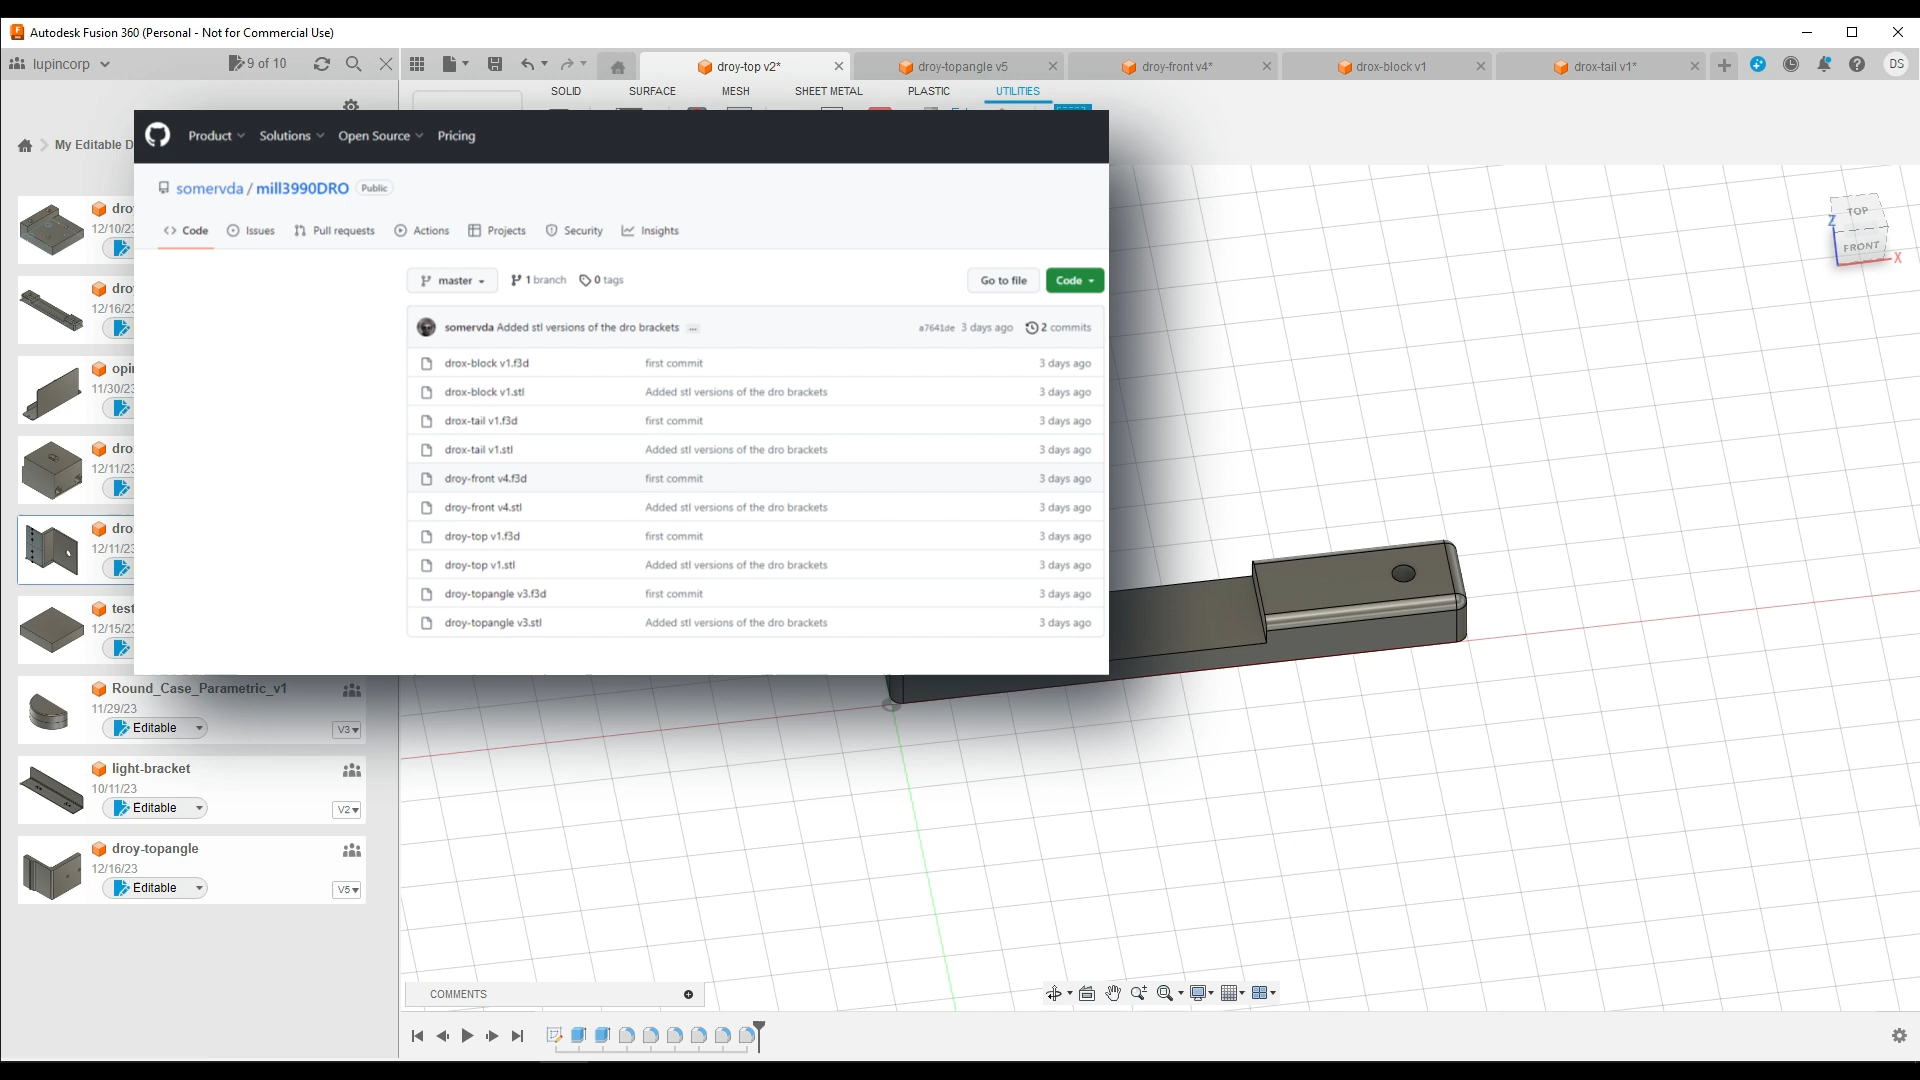 Autodesk Fusion 360 (Personal - Not for Commercial Use)
lupincorp
9 of 10
droy-top v2*
droy-topangle v5
droy-front v4*
drox-block v1
drox-tail v1*
DS
SOLID
SURFACE
MESH
SHEET METAL
PLASTIC
UTILITIES
My Editable D
Product
Solutions
Open Source
Pricing
somervda / mill3990DRO
Public
Code
Issues
Pull requests
Actions
Projects
Security
Insights
master
1 branch
0 tags
Go to file
Code
somervda Added stl versions of the dro brackets ...
a7641de 3 days ago
2 commits
drox-block v1.f3d first commit 3 days ago
drox-block v1.stl Added stl versions of the dro brackets 3 days ago
drox-tail v1.f3d first commit 3 days ago
drox-tail v1.stl Added stl versions of the dro brackets 3 days ago
droy-front v4.f3d first commit 3 days ago
droy-front v4.stl Added stl versions of the dro brackets 3 days ago
droy-top v1.f3d first commit 3 days ago
droy-top v1.stl Added stl versions of the dro brackets 3 days ago
droy-topangle v3.f3d first commit 3 days ago
droy-topangle v3.stl Added stl versions of the dro brackets 3 days ago
dro
12/10/23
dro
12/16/23
opi
11/30/23
dro
12/11/23
dro
12/11/23
test
12/15/23
Round_Case_Parametric_v1
11/29/23
Editable
V3
light-bracket
10/11/23
Editable
V2
droy-topangle
12/16/23
Editable
V5
TOP
FRONT
Z
X
COMMENTS